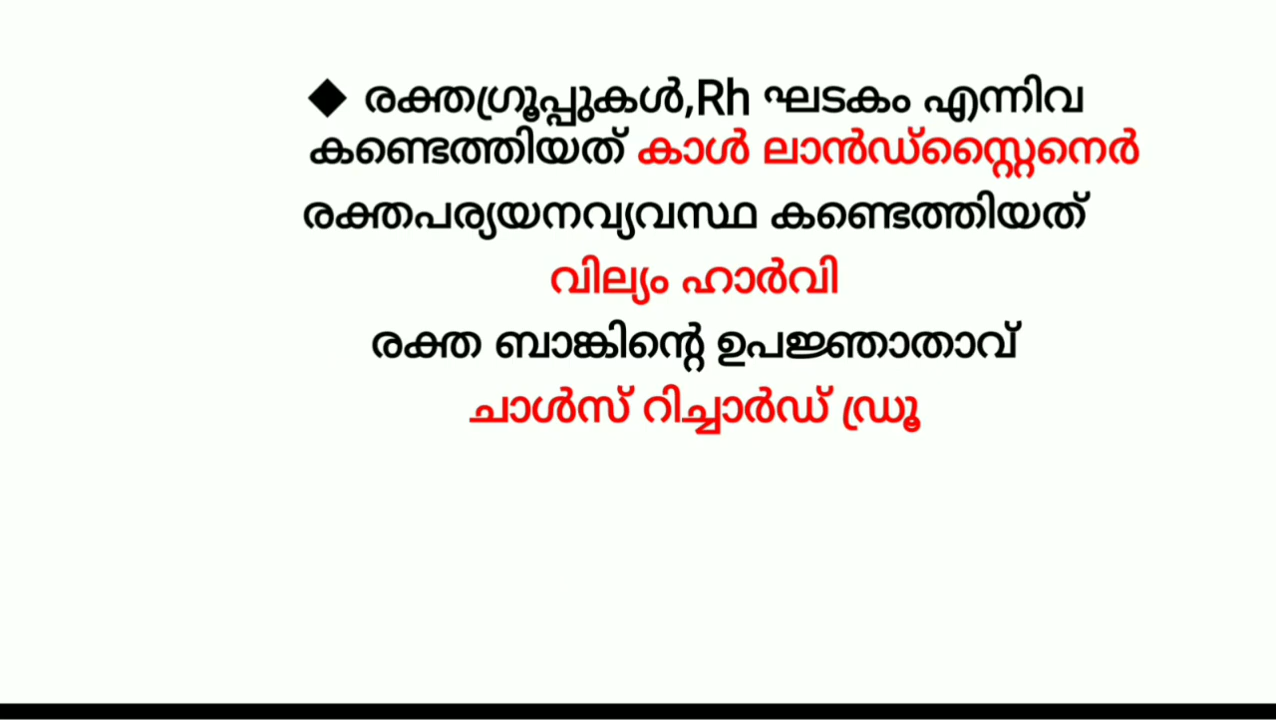 ◆ രക്തഗ്രൂപ്പുകൾ,Rh ഘടകം എന്നിവ
കണ്ടെത്തിയത് കാൾ ലാൻഡ്സ്റ്റൈനെർ
രക്തപര്യയനവ്യവസ്ഥ കണ്ടെത്തിയത്
വില്യം ഹാർവി
രക്ത ബാങ്കിന്റെ ഉപജ്ഞാതാവ്
ചാൾസ് റിച്ചാർഡ് ഡ്രൂ